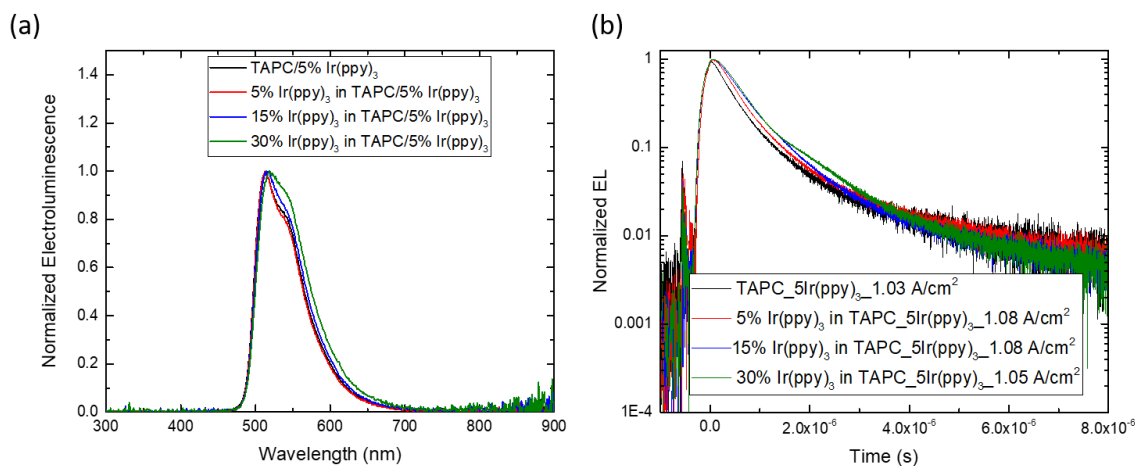 (a)
Normalized Electroluminescence
1.4
1.2
1.0
0.8
0.6
0.4
0.2
0.0
TAPC/5% Ir(ppy)₃
5% Ir(ppy)₃ in TAPC/5% Ir(ppy)₃
15% Ir(ppy)₃ in TAPC/5% Ir(ppy)₃
30% Ir(ppy)₃ in TAPC/5% Ir(ppy)₃
300 400 500 600 700 800 900
Wavelength (nm)
(b)
Normalized EL
1
0.1
0.01
0.001
1E-4
TAPC_5Ir(ppy)₃_1.03 A/cm²
5% Ir(ppy)₃ in TAPC_5Ir(ppy)₃_1.08 A/cm²
15% Ir(ppy)₃ in TAPC_5Ir(ppy)₃_1.08 A/cm²
30% Ir(ppy)₃ in TAPC_5Ir(ppy)₃_1.05 A/cm²
0.0 2.0x10⁻⁶ 4.0x10⁻⁶ 6.0x10⁻⁶ 8.0x10⁻⁶
Time (s)